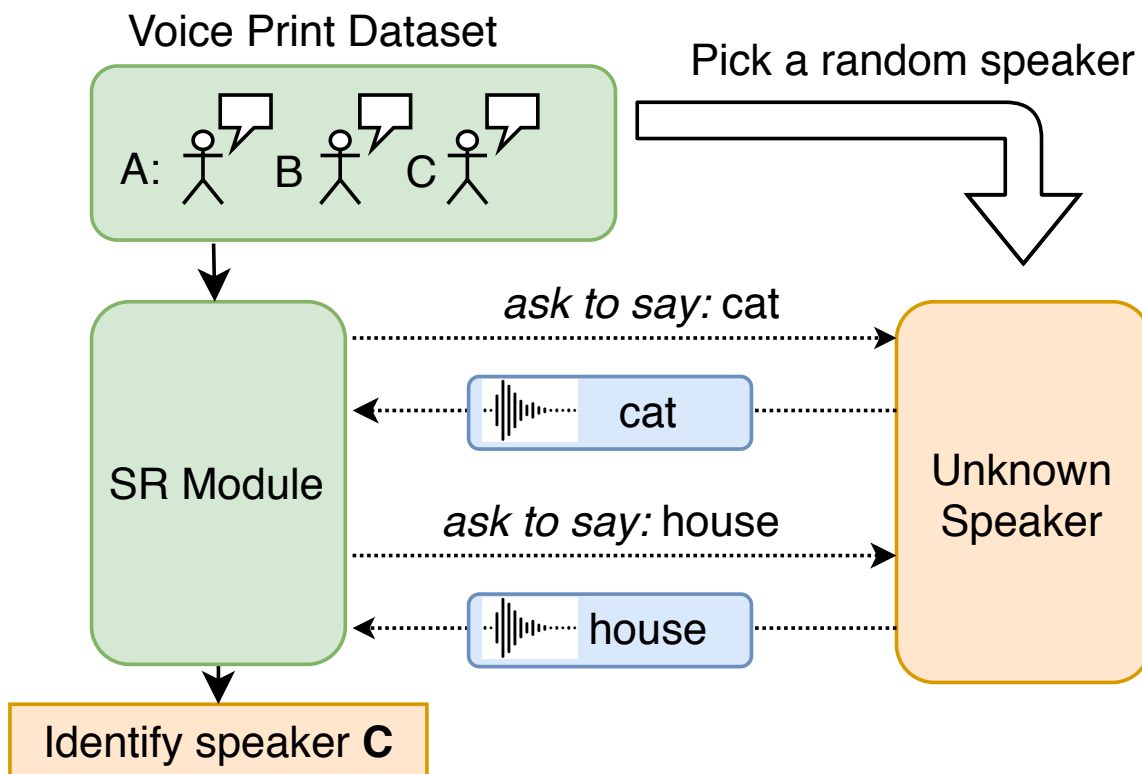 Voice Print Dataset
Pick a random speaker
A: B C
ask to say: cat
cat
SR Module
Unknown
Speaker
ask to say: house
house
Identify speaker C